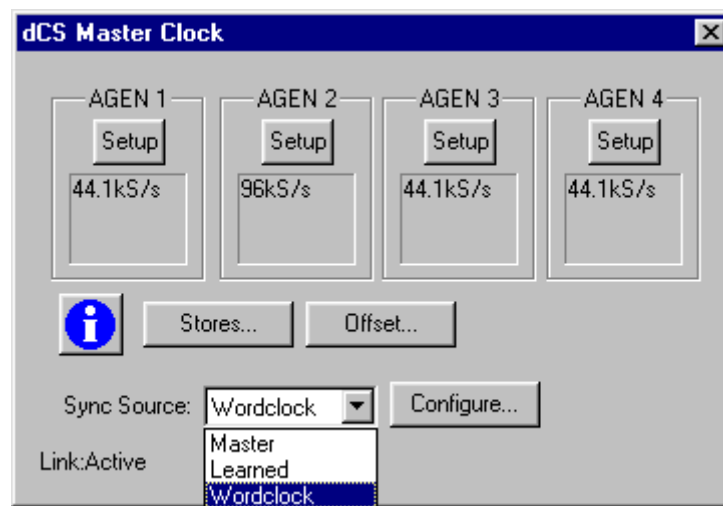 dCS Master Clock
AGEN 1 AGEN 2 AGEN 3 AGEN 4
Setup Setup Setup Setup
44.1kS/s 96kS/s 44.1kS/s 44.1kS/s
i Stores... Offset...
Sync Source: Wordclock Configure...
Master
Link:Active Learned
Wordclock